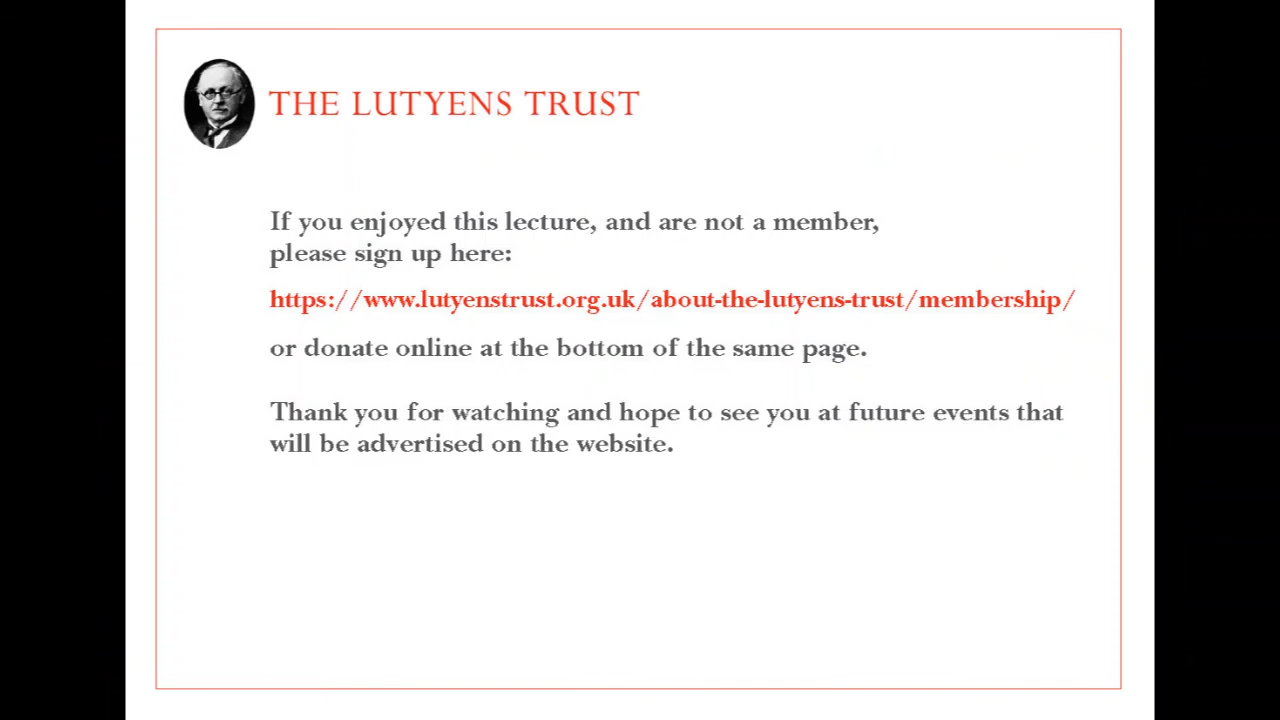 THE LUTYENS TRUST
If you enjoyed this lecture, and are not a member,
please sign up here:
https://www.lutyenstrust.org.uk/about-the-lutyens-trust/membership/
or donate online at the bottom of the same page.
Thank you for watching and hope to see you at future events that
will be advertised on the website.